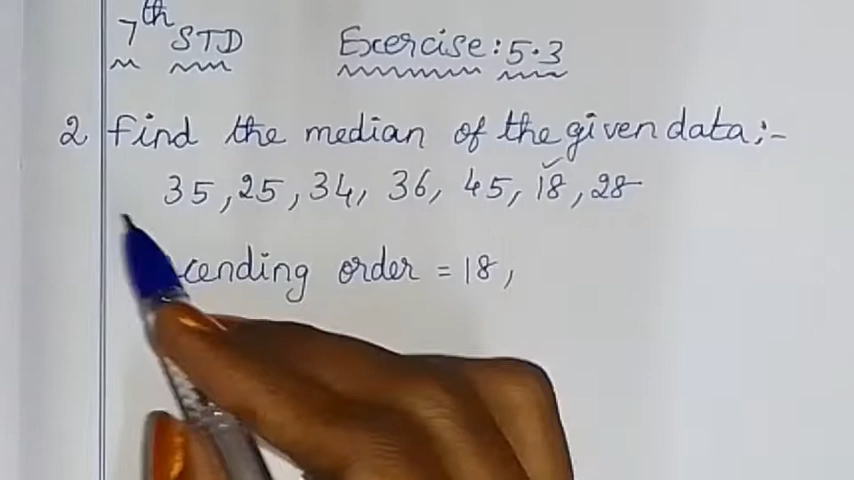 7th STD Exercise: 5.3
2 Find the median of the given data:-
35, 25, 34, 36, 45, 18, 28
cending order = 18,